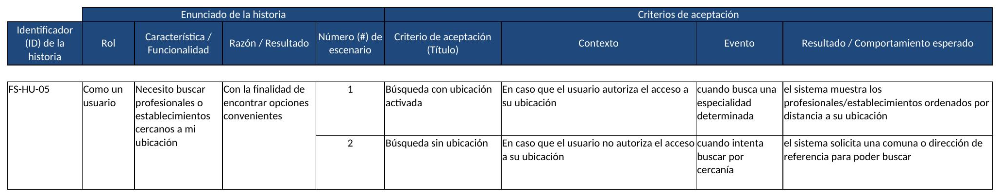 Enunciado de la historia
Criterios de aceptación
Identificador
(ID) de la
historia
Rol
Característica /
Funcionalidad
Razón / Resultado
Número (#) de
escenario
Criterio de aceptación
(Título)
Contexto
Evento
Resultado / Comportamiento esperado
FS-HU-05
Como un
usuario
Necesito buscar
profesionales o
establecimientos
cercanos a mi
ubicación
Con la finalidad de
encontrar opciones
convenientes
1
Búsqueda con ubicación
activada
En caso que el usuario autoriza el acceso a
su ubicación
cuando busca una
especialidad
determinada
el sistema muestra los
profesionales/establecimientos ordenados por
distancia a su ubicación
2
Búsqueda sin ubicación
En caso que el usuario no autoriza el acceso
a su ubicación
cuando intenta
buscar por
cercanía
el sistema solicita una comuna o dirección de
referencia para poder buscar